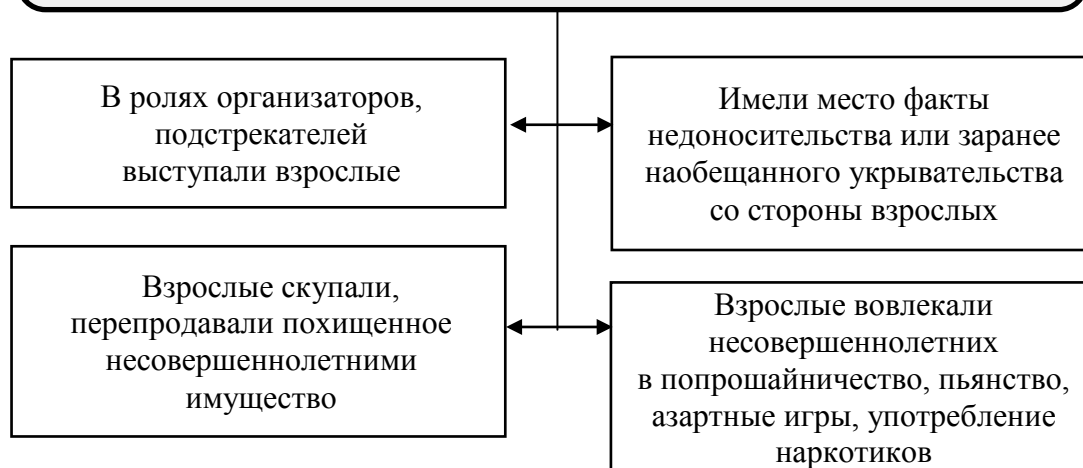 В ролях организаторов,
подстрекателей
выступали взрослые
Имели место факты
недоносительства или заранее
наобещанного укрывательства
со стороны взрослых
Взрослые скупали,
перепродавали похищенное
несовершеннолетними
имущество
Взрослые вовлекали
несовершеннолетних
в попрошайничество, пьянство,
азартные игры, употребление
наркотиков